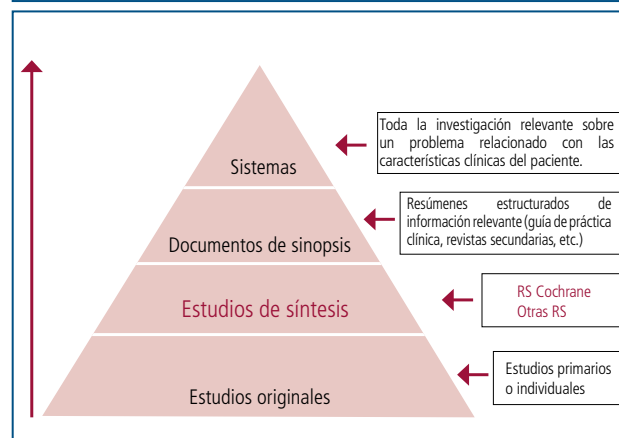 Toda la investigación relevante sobre
un problema relacionado con las
características clínicas del paciente.
Sistemas
Resúmenes estructurados de
información relevante (guía de práctica
clínica, revistas secundarias, etc.)
Documentos de sinopsis
RS Cochrane
Otras RS
Estudios de síntesis
Estudios primarios
o individuales
Estudios originales